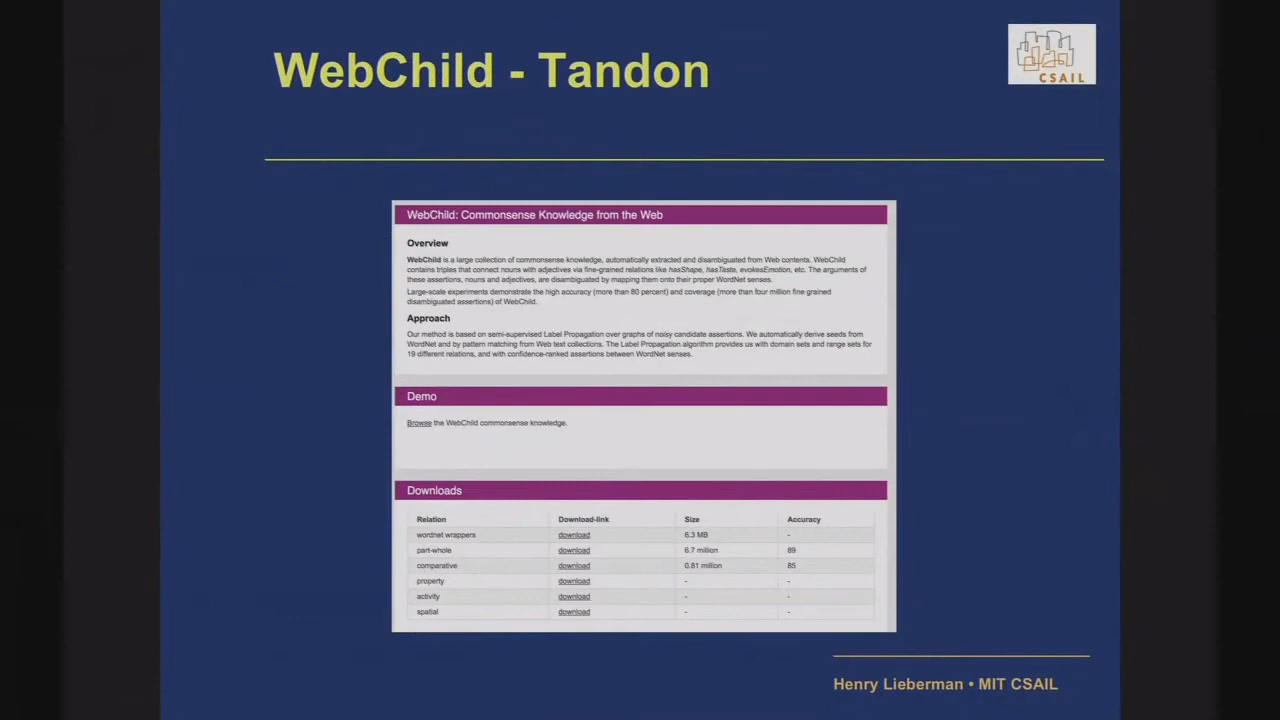 WebChild - Tandon
CSAIL
WebChild: Commonsense Knowledge from the Web
Overview
WebChild is a large collection of commonsense knowledge, automatically extracted and disambiguated from Web contents. WebChild
contains triples that connect nouns with adjectives via fine-grained relations like hasShape, hasTaste, evokesEmotion, etc. The arguments of
these assertions, nouns and adjectives, are disambiguated by mapping them onto their proper WordNet senses.
Large-scale experiments demonstrate the high accuracy (more than 80 percent) and coverage (more than four million fine grained
disambiguated assertions) of WebChild.
Approach
Our method is based on semi-supervised Label Propagation over graphs of noisy candidate assertions. We automatically derive seeds from
WordNet and by pattern matching from Web text collections. The Label Propagation algorithm provides us with domain sets and range sets for
19 different relations, and with confidence-ranked assertions between WordNet senses.
Demo
Browse the WebChild commonsense knowledge.
Downloads
Relation Download-link Size Accuracy
wordnet wrappers download 6.3 MB -
part-whole download 6.7 million 89
comparative download 0.81 million 85
property download - -
activity download - -
spatial download - -
Henry Lieberman • MIT CSAIL